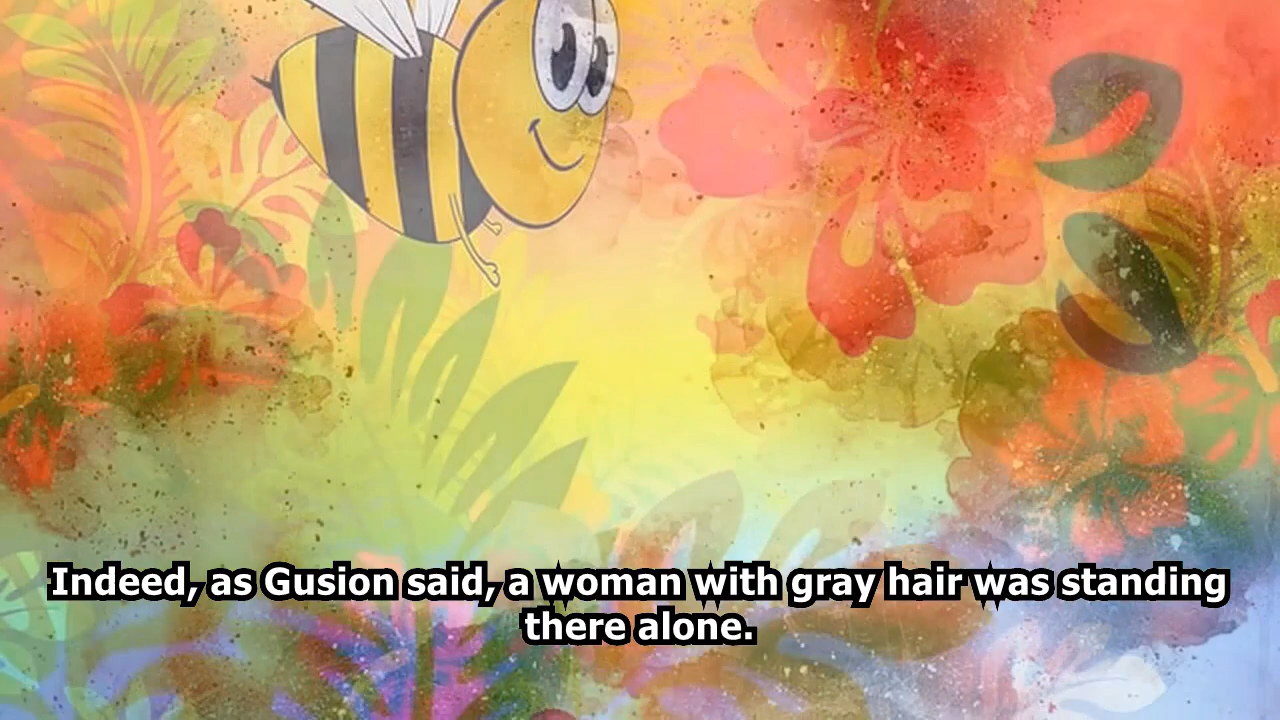 Indeed, as Gusion said, a woman with gray hair was standing
there alone.